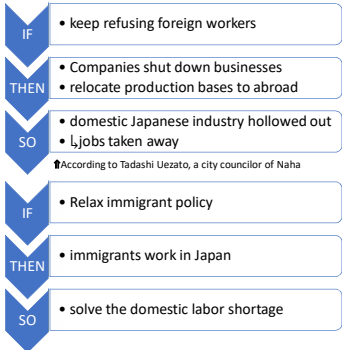 IF
• keep refusing foreign workers
THEN
• Companies shut down businesses
• relocate production bases to abroad
SO
• domestic Japanese industry hollowed out
• ↳jobs taken away
⬆According to Tadashi Uezato, a city councilor of Naha
IF
• Relax immigrant policy
THEN
• immigrants work in Japan
SO
• solve the domestic labor shortage